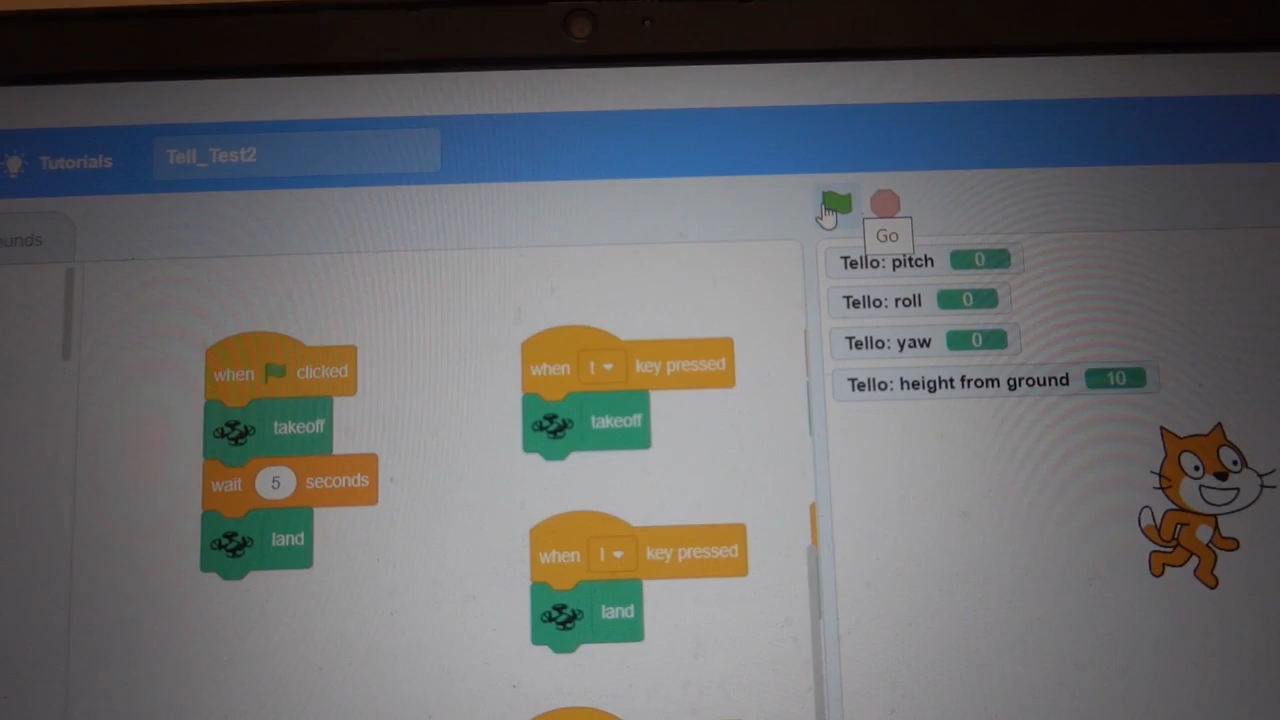 Tutorials
Tell_Test2
ounds
Go
Tello: pitch 0
Tello: roll 0
Tello: yaw 0
Tello: height from ground 10
when clicked
takeoff
wait 5 seconds
land
when t key pressed
takeoff
when l key pressed
land